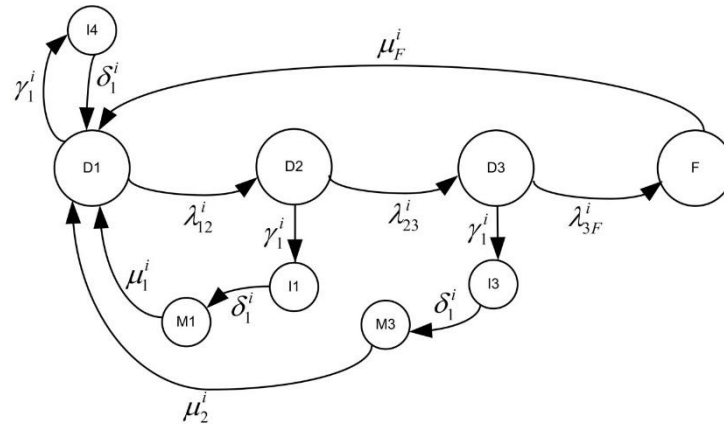 I4
μ_F^i
γ_1^i
δ_1^i
D1
D2
D3
F
λ_12^i
λ_23^i
λ_3F^i
γ_1^i
γ_1^i
μ_1^i
I1
I3
δ_1^i
δ_1^i
M1
M3
μ_2^i